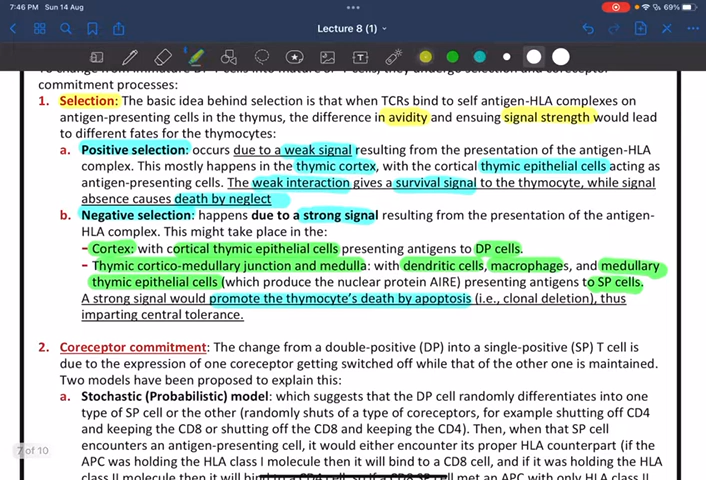 7:46 PM Sun 14 Aug
69%
Lecture 8 (1)
commitment processes:
1. Selection: The basic idea behind selection is that when TCRs bind to self antigen-HLA complexes on
antigen-presenting cells in the thymus, the difference in avidity and ensuing signal strength would lead
to different fates for the thymocytes:
a. Positive selection: occurs due to a weak signal resulting from the presentation of the antigen-HLA
complex. This mostly happens in the thymic cortex, with the cortical thymic epithelial cells acting as
antigen-presenting cells. The weak interaction gives a survival signal to the thymocyte, while signal
absence causes death by neglect
b. Negative selection: happens due to a strong signal resulting from the presentation of the antigen-
HLA complex. This might take place in the:
− Cortex: with cortical thymic epithelial cells presenting antigens to DP cells.
− Thymic cortico-medullary junction and medulla: with dendritic cells, macrophages, and medullary
thymic epithelial cells (which produce the nuclear protein AIRE) presenting antigens to SP cells.
A strong signal would promote the thymocyte's death by apoptosis (i.e., clonal deletion), thus
imparting central tolerance.
2. Coreceptor commitment: The change from a double-positive (DP) into a single-positive (SP) T cell is
due to the expression of one coreceptor getting switched off while that of the other one is maintained.
Two models have been proposed to explain this:
a. Stochastic (Probabilistic) model: which suggests that the DP cell randomly differentiates into one
type of SP cell or the other (randomly shuts of a type of coreceptors, for example shutting off CD4
and keeping the CD8 or shutting off the CD8 and keeping the CD4). Then, when that SP cell
7 of 10
encounters an antigen-presenting cell, it would either encounter its proper HLA counterpart (if the
APC was holding the HLA class I molecule then it will bind to a CD8 cell, and if it was holding the HLA